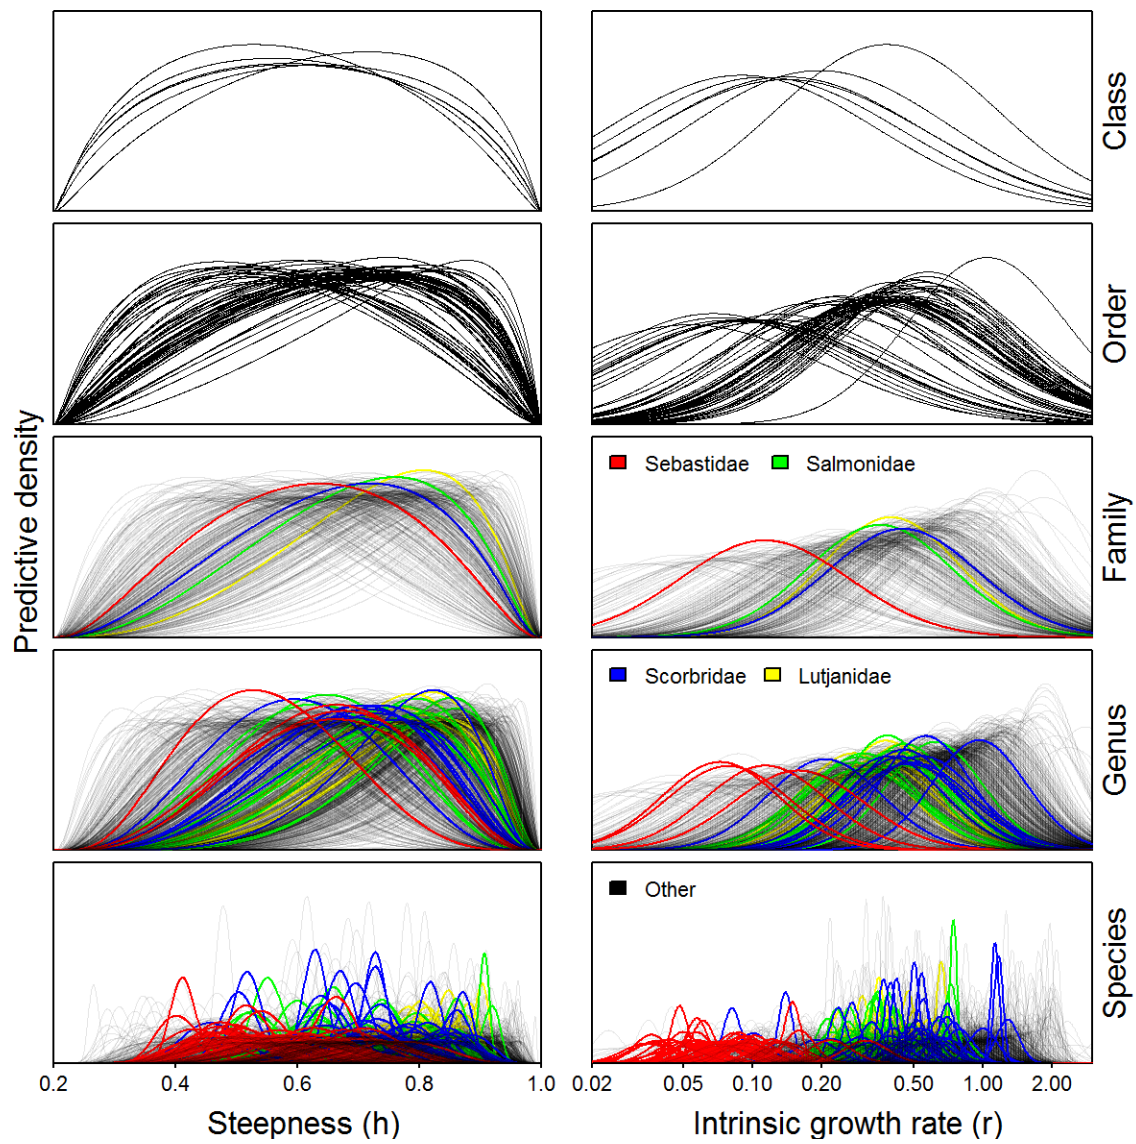 Class
Order
Predictive density
Sebastidae Salmonidae
Family
Scorbridae Lutjanidae
Genus
Other
Species
0.2 0.4 0.6 0.8 1.0 0.02 0.05 0.10 0.20 0.50 1.00 2.00
Steepness (h) Intrinsic growth rate (r)